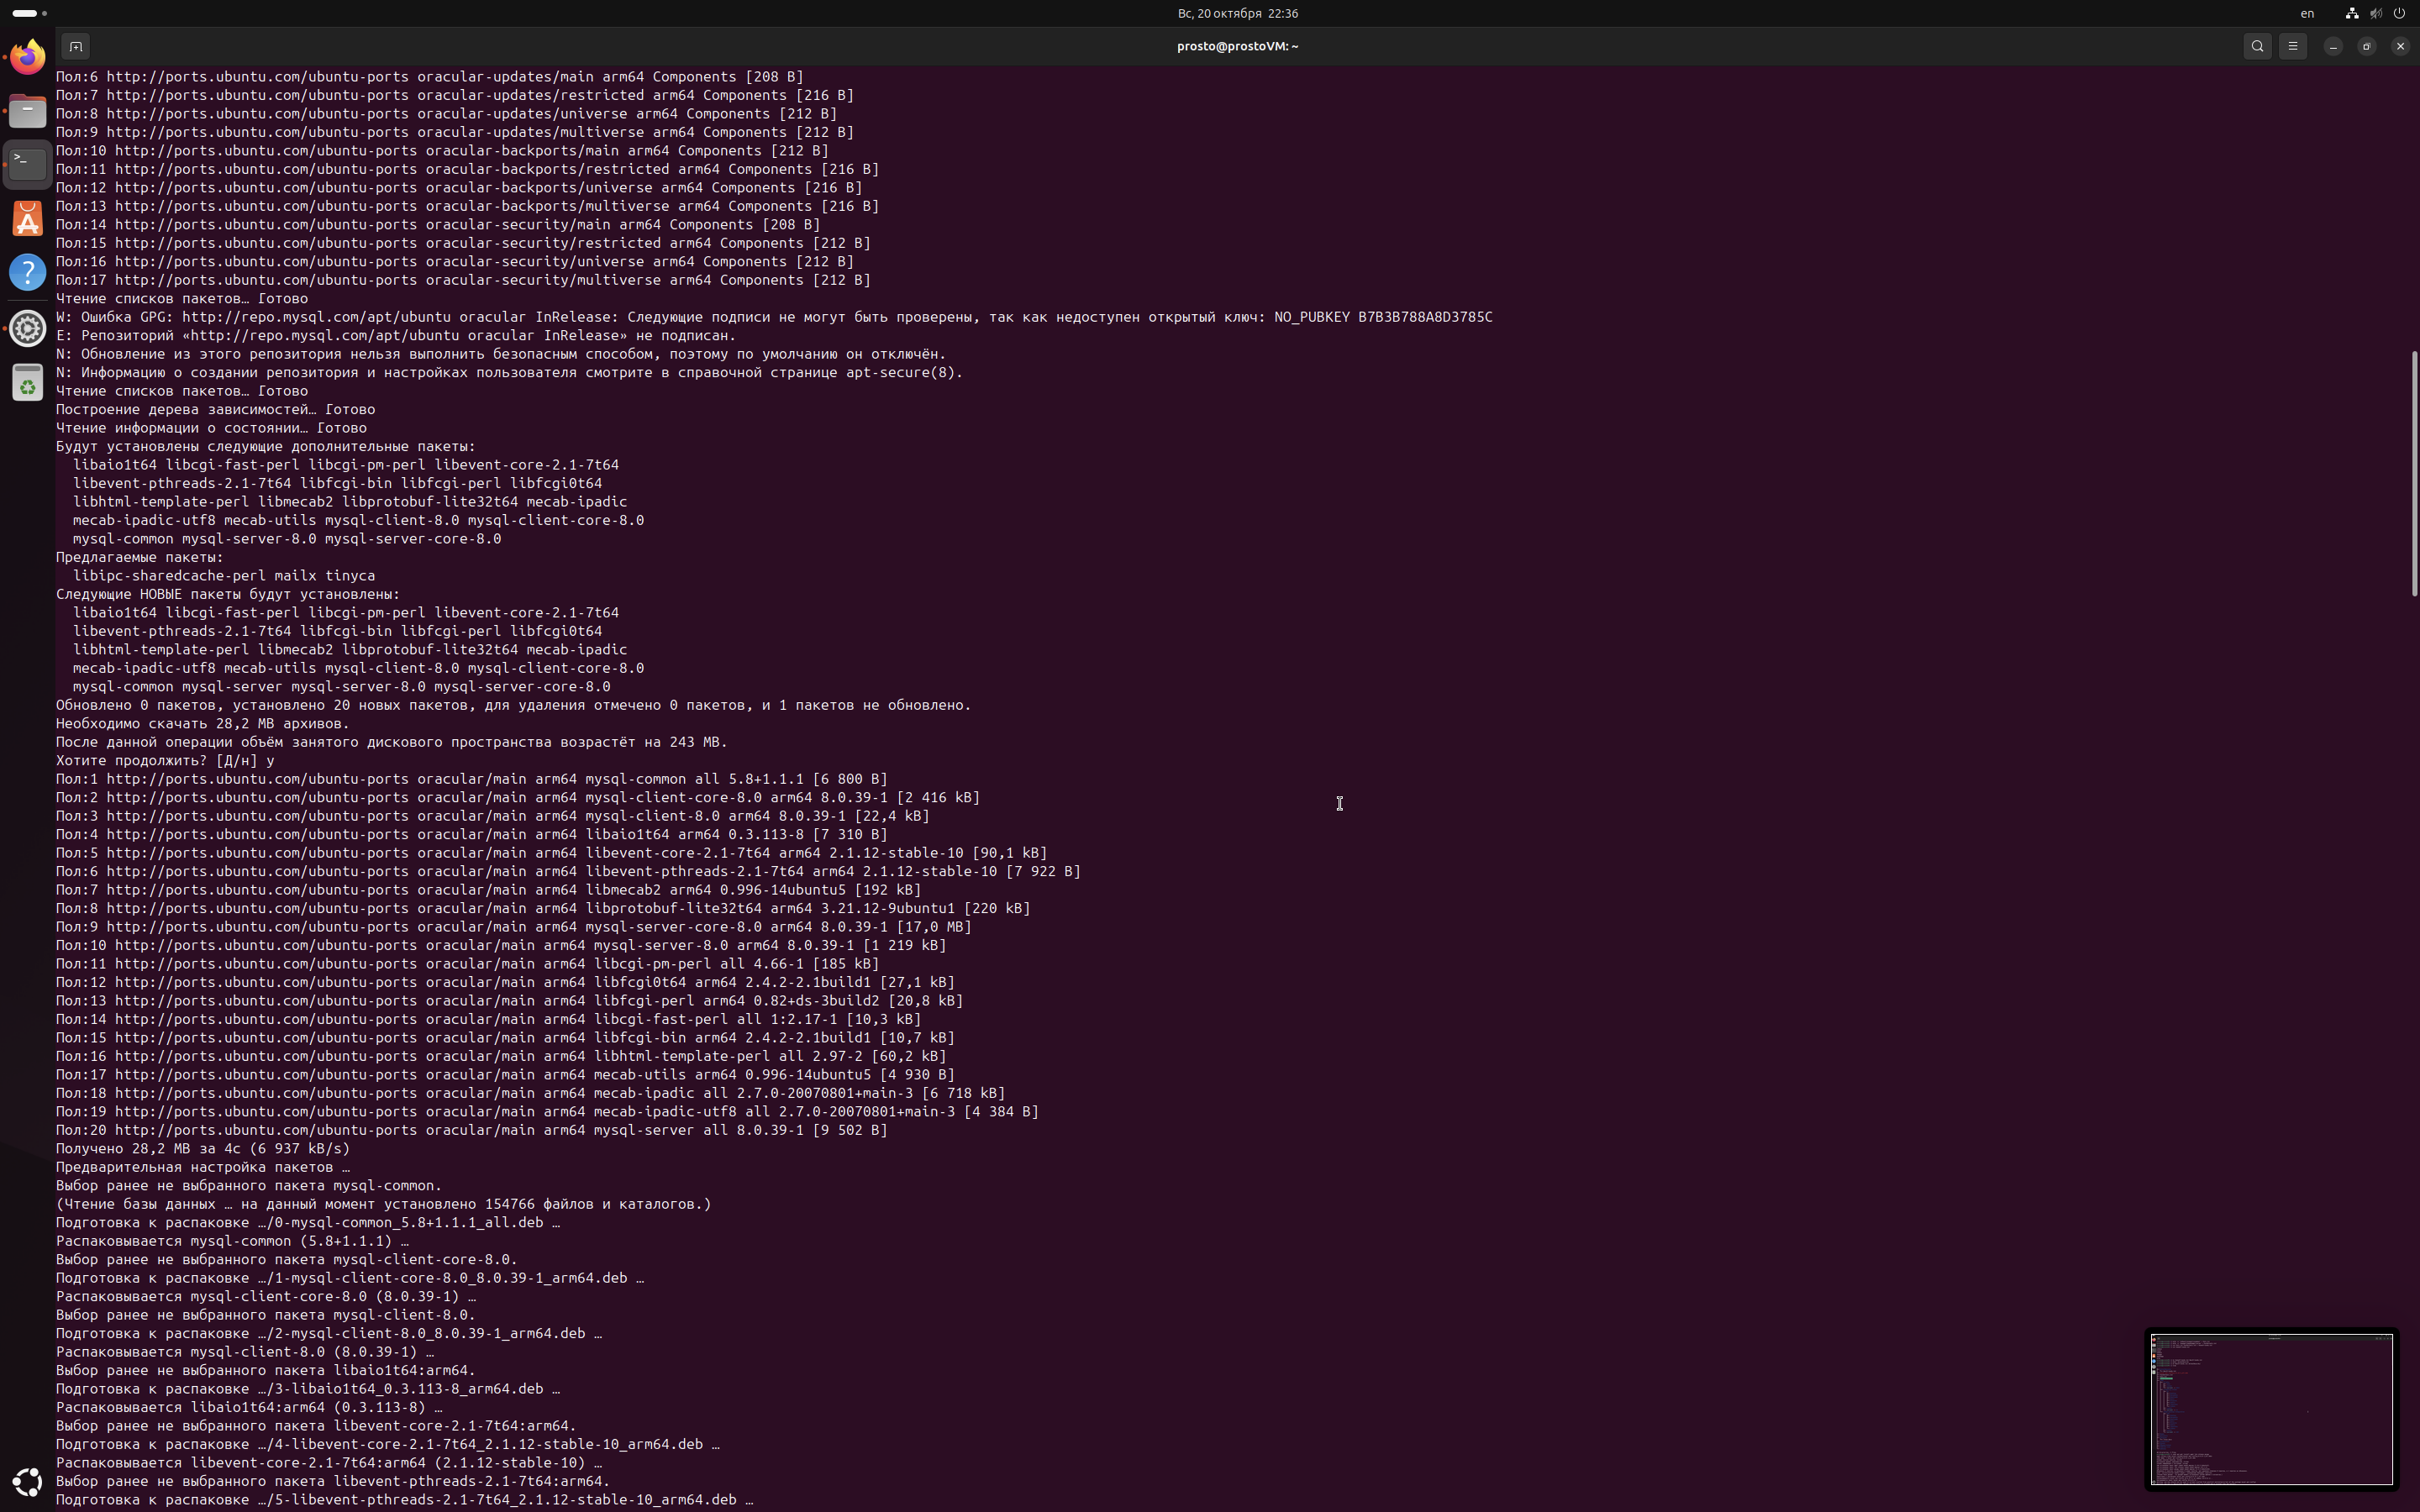 Вс, 20 октября 22:36
en
prosto@prostoVM: ~
Пол:6 http://ports.ubuntu.com/ubuntu-ports oracular-updates/main arm64 Components [208 B]
Пол:7 http://ports.ubuntu.com/ubuntu-ports oracular-updates/restricted arm64 Components [216 B]
Пол:8 http://ports.ubuntu.com/ubuntu-ports oracular-updates/universe arm64 Components [212 B]
Пол:9 http://ports.ubuntu.com/ubuntu-ports oracular-updates/multiverse arm64 Components [212 B]
Пол:10 http://ports.ubuntu.com/ubuntu-ports oracular-backports/main arm64 Components [212 B]
Пол:11 http://ports.ubuntu.com/ubuntu-ports oracular-backports/restricted arm64 Components [216 B]
Пол:12 http://ports.ubuntu.com/ubuntu-ports oracular-backports/universe arm64 Components [216 B]
Пол:13 http://ports.ubuntu.com/ubuntu-ports oracular-backports/multiverse arm64 Components [216 B]
Пол:14 http://ports.ubuntu.com/ubuntu-ports oracular-security/main arm64 Components [208 B]
Пол:15 http://ports.ubuntu.com/ubuntu-ports oracular-security/restricted arm64 Components [212 B]
Пол:16 http://ports.ubuntu.com/ubuntu-ports oracular-security/universe arm64 Components [212 B]
Пол:17 http://ports.ubuntu.com/ubuntu-ports oracular-security/multiverse arm64 Components [212 B]
Чтение списков пакетов… Готово
W: Ошибка GPG: http://repo.mysql.com/apt/ubuntu oracular InRelease: Следующие подписи не могут быть проверены, так как недоступен открытый ключ: NO_PUBKEY B7B3B788A8D3785C
E: Репозиторий «http://repo.mysql.com/apt/ubuntu oracular InRelease» не подписан.
N: Обновление из этого репозитория нельзя выполнить безопасным способом, поэтому по умолчанию он отключён.
N: Информацию о создании репозитория и настройках пользователя смотрите в справочной странице apt-secure(8).
Чтение списков пакетов… Готово
Построение дерева зависимостей… Готово
Чтение информации о состоянии… Готово
Будут установлены следующие дополнительные пакеты:
  libaio1t64 libcgi-fast-perl libcgi-pm-perl libevent-core-2.1-7t64
  libevent-pthreads-2.1-7t64 libfcgi-bin libfcgi-perl libfcgi0t64
  libhtml-template-perl libmecab2 libprotobuf-lite32t64 mecab-ipadic
  mecab-ipadic-utf8 mecab-utils mysql-client-8.0 mysql-client-core-8.0
  mysql-common mysql-server-8.0 mysql-server-core-8.0
Предлагаемые пакеты:
  libipc-sharedcache-perl mailx tinyca
Следующие НОВЫЕ пакеты будут установлены:
  libaio1t64 libcgi-fast-perl libcgi-pm-perl libevent-core-2.1-7t64
  libevent-pthreads-2.1-7t64 libfcgi-bin libfcgi-perl libfcgi0t64
  libhtml-template-perl libmecab2 libprotobuf-lite32t64 mecab-ipadic
  mecab-ipadic-utf8 mecab-utils mysql-client-8.0 mysql-client-core-8.0
  mysql-common mysql-server mysql-server-8.0 mysql-server-core-8.0
Обновлено 0 пакетов, установлено 20 новых пакетов, для удаления отмечено 0 пакетов, и 1 пакетов не обновлено.
Необходимо скачать 28,2 MB архивов.
После данной операции объём занятого дискового пространства возрастёт на 243 MB.
Хотите продолжить? [Д/н] y
Пол:1 http://ports.ubuntu.com/ubuntu-ports oracular/main arm64 mysql-common all 5.8+1.1.1 [6 800 B]
Пол:2 http://ports.ubuntu.com/ubuntu-ports oracular/main arm64 mysql-client-core-8.0 arm64 8.0.39-1 [2 416 kB]
Пол:3 http://ports.ubuntu.com/ubuntu-ports oracular/main arm64 mysql-client-8.0 arm64 8.0.39-1 [22,4 kB]
Пол:4 http://ports.ubuntu.com/ubuntu-ports oracular/main arm64 libaio1t64 arm64 0.3.113-8 [7 310 B]
Пол:5 http://ports.ubuntu.com/ubuntu-ports oracular/main arm64 libevent-core-2.1-7t64 arm64 2.1.12-stable-10 [90,1 kB]
Пол:6 http://ports.ubuntu.com/ubuntu-ports oracular/main arm64 libevent-pthreads-2.1-7t64 arm64 2.1.12-stable-10 [7 922 B]
Пол:7 http://ports.ubuntu.com/ubuntu-ports oracular/main arm64 libmecab2 arm64 0.996-14ubuntu5 [192 kB]
Пол:8 http://ports.ubuntu.com/ubuntu-ports oracular/main arm64 libprotobuf-lite32t64 arm64 3.21.12-9ubuntu1 [220 kB]
Пол:9 http://ports.ubuntu.com/ubuntu-ports oracular/main arm64 mysql-server-core-8.0 arm64 8.0.39-1 [17,0 MB]
Пол:10 http://ports.ubuntu.com/ubuntu-ports oracular/main arm64 mysql-server-8.0 arm64 8.0.39-1 [1 219 kB]
Пол:11 http://ports.ubuntu.com/ubuntu-ports oracular/main arm64 libcgi-pm-perl all 4.66-1 [185 kB]
Пол:12 http://ports.ubuntu.com/ubuntu-ports oracular/main arm64 libfcgi0t64 arm64 2.4.2-2.1build1 [27,1 kB]
Пол:13 http://ports.ubuntu.com/ubuntu-ports oracular/main arm64 libfcgi-perl arm64 0.82+ds-3build2 [20,8 kB]
Пол:14 http://ports.ubuntu.com/ubuntu-ports oracular/main arm64 libcgi-fast-perl all 1:2.17-1 [10,3 kB]
Пол:15 http://ports.ubuntu.com/ubuntu-ports oracular/main arm64 libfcgi-bin arm64 2.4.2-2.1build1 [10,7 kB]
Пол:16 http://ports.ubuntu.com/ubuntu-ports oracular/main arm64 libhtml-template-perl all 2.97-2 [60,2 kB]
Пол:17 http://ports.ubuntu.com/ubuntu-ports oracular/main arm64 mecab-utils arm64 0.996-14ubuntu5 [4 930 B]
Пол:18 http://ports.ubuntu.com/ubuntu-ports oracular/main arm64 mecab-ipadic all 2.7.0-20070801+main-3 [6 718 kB]
Пол:19 http://ports.ubuntu.com/ubuntu-ports oracular/main arm64 mecab-ipadic-utf8 all 2.7.0-20070801+main-3 [4 384 B]
Пол:20 http://ports.ubuntu.com/ubuntu-ports oracular/main arm64 mysql-server all 8.0.39-1 [9 502 B]
Получено 28,2 MB за 4с (6 937 kB/s)
Предварительная настройка пакетов …
Выбор ранее не выбранного пакета mysql-common.
(Чтение базы данных … на данный момент установлено 154766 файлов и каталогов.)
Подготовка к распаковке …/0-mysql-common_5.8+1.1.1_all.deb …
Распаковывается mysql-common (5.8+1.1.1) …
Выбор ранее не выбранного пакета mysql-client-core-8.0.
Подготовка к распаковке …/1-mysql-client-core-8.0_8.0.39-1_arm64.deb …
Распаковывается mysql-client-core-8.0 (8.0.39-1) …
Выбор ранее не выбранного пакета mysql-client-8.0.
Подготовка к распаковке …/2-mysql-client-8.0_8.0.39-1_arm64.deb …
Распаковывается mysql-client-8.0 (8.0.39-1) …
Выбор ранее не выбранного пакета libaio1t64:arm64.
Подготовка к распаковке …/3-libaio1t64_0.3.113-8_arm64.deb …
Распаковывается libaio1t64:arm64 (0.3.113-8) …
Выбор ранее не выбранного пакета libevent-core-2.1-7t64:arm64.
Подготовка к распаковке …/4-libevent-core-2.1-7t64_2.1.12-stable-10_arm64.deb …
Распаковывается libevent-core-2.1-7t64:arm64 (2.1.12-stable-10) …
Выбор ранее не выбранного пакета libevent-pthreads-2.1-7t64:arm64.
Подготовка к распаковке …/5-libevent-pthreads-2.1-7t64_2.1.12-stable-10_arm64.deb …